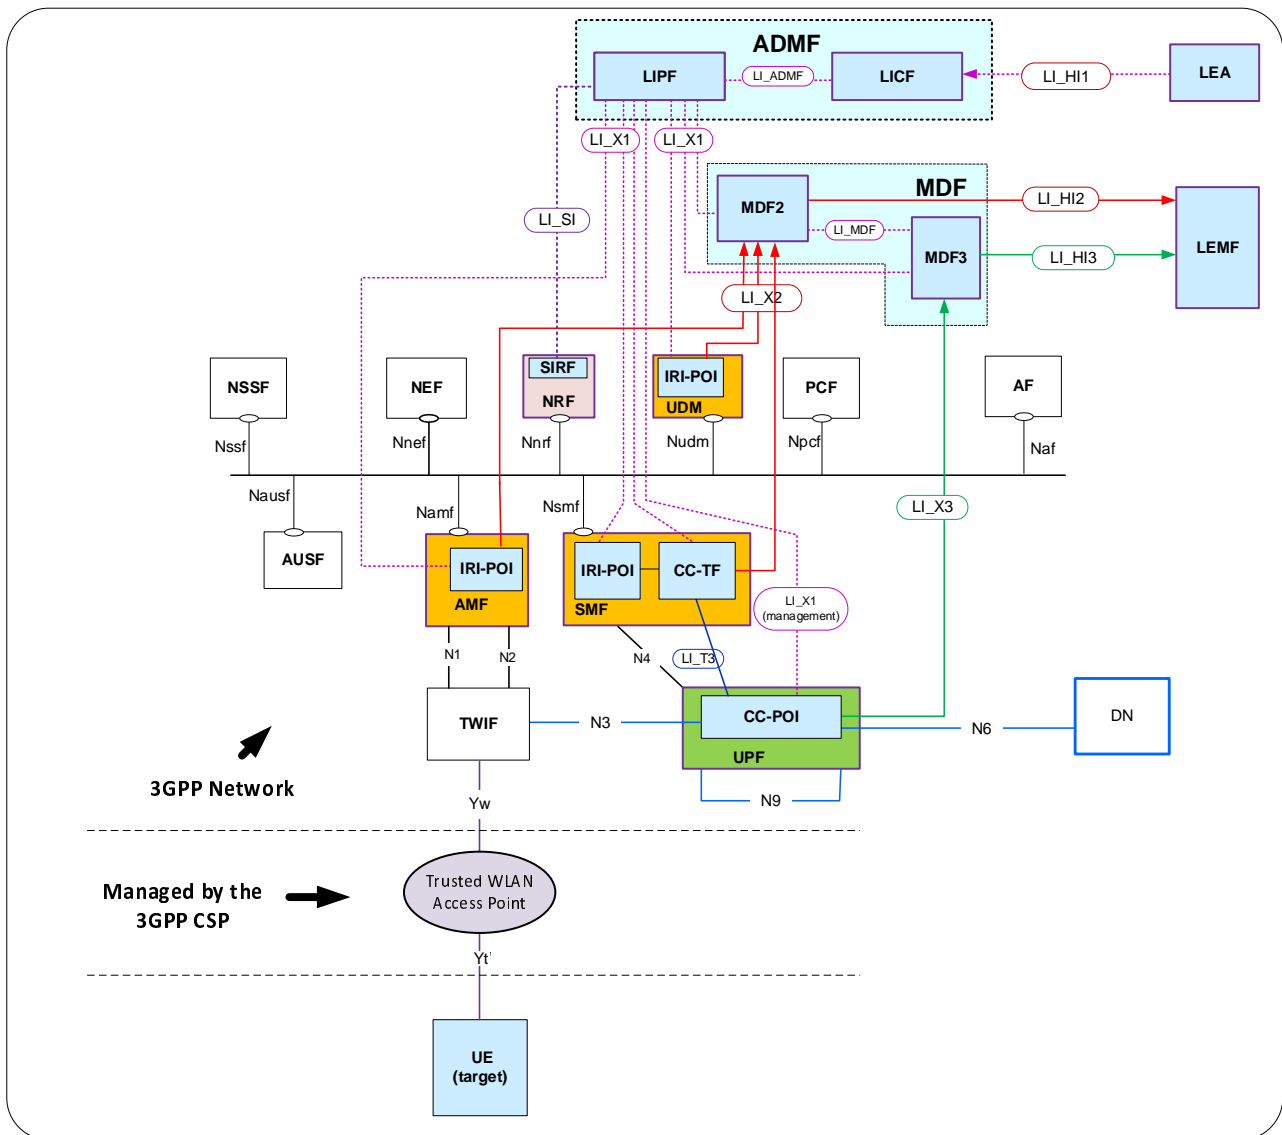 ADMF
LIPF
LI_ADMF
LICF
LI_HI1
LEA
LI_X1
LI_X1
MDF
MDF2
LI_HI2
LI_SI
LI_MDF
LEMF
MDF3
LI_HI3
LI_X2
SIRF
NRF
IRI-POI
UDM
NSSF
NEF
PCF
AF
Nssf
Nnef
Nnrf
Nudm
Npcf
Naf
Nausf
Namf
Nsmf
LI_X3
AUSF
IRI-POI
AMF
IRI-POI
CC-TF
SMF
LI_X1
(management)
N1
N2
N4
LI_T3
TWIF
N3
CC-POI
UPF
N6
DN
N9
3GPP Network
Yw
Managed by the
3GPP CSP
Trusted WLAN
Access Point
Yt'
UE
(target)